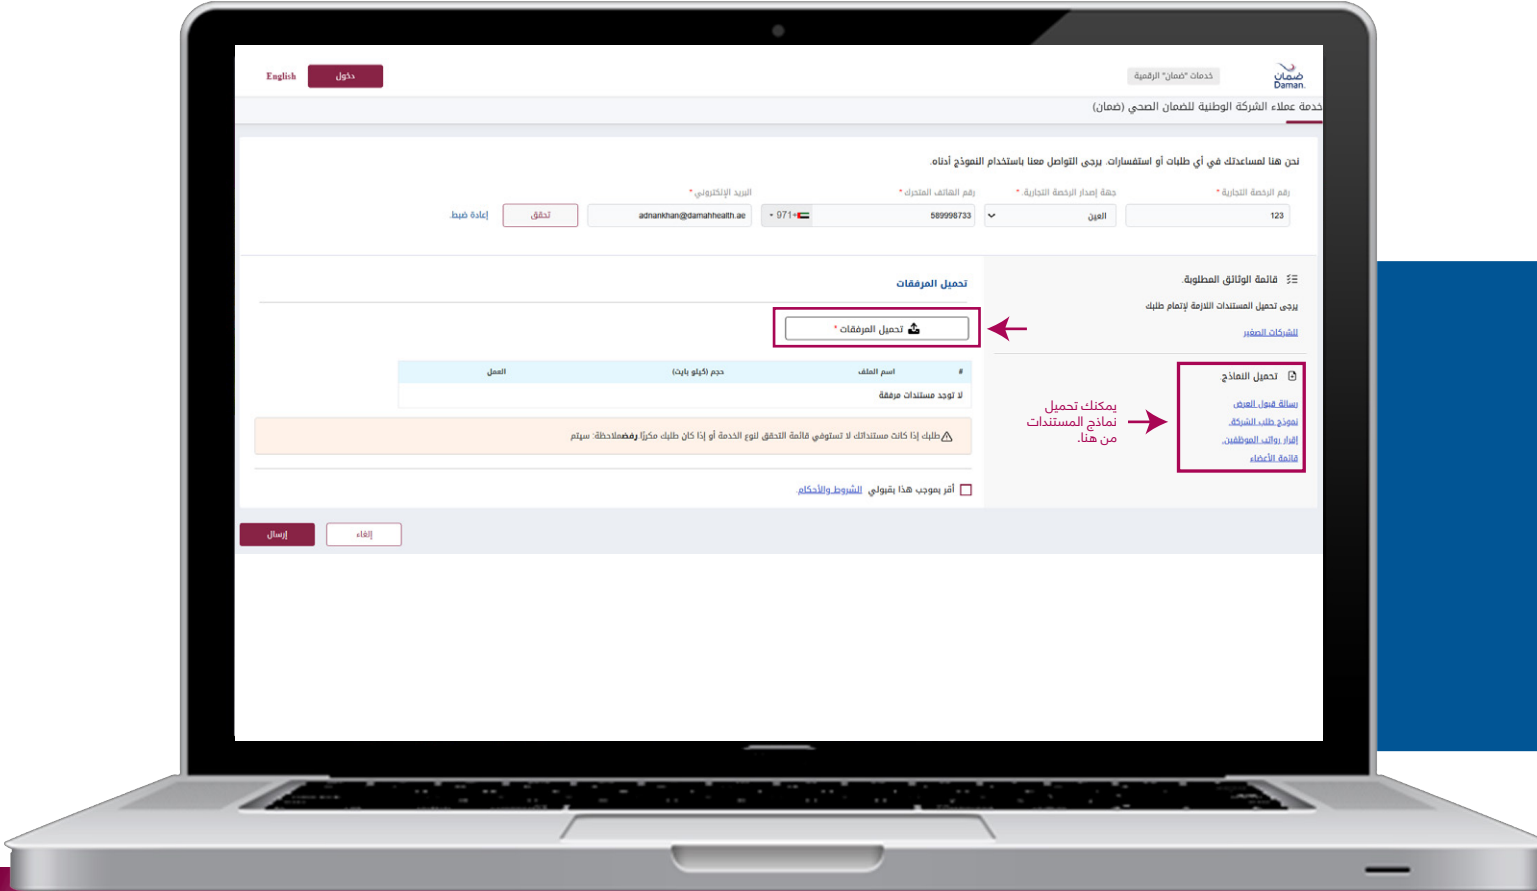 ضمان
Daman.
خدمات "ضمان" الرقمية
دخول
English
خدمة عملاء الشركة الوطنية للضمان الصحي (ضمان)
نحن هنا لمساعدتك في أي طلبات أو استفسارات. يرجى التواصل معنا باستخدام النموذج أدناه.
رقم الرخصة التجارية *
جهة إصدار الرخصة التجارية. *
رقم الهاتف المتحرك *
البريد الإلكتروني *
123
العين
589998733
971+
adnankhan@damahhealth.ae
تحقق
إعادة ضبط.
قائمة الوثائق المطلوبة.
يرجى تحميل المستندات اللازمة لإتمام طلبك
للشركات الصغير
تحميل النماذج
رسالة قبول العرض
نموذج طلب الشركة.
إقرار رواتب الموظفين.
قائمة الأعضاء
يمكنك تحميل
نماذج المستندات
من هنا.
تحميل المرفقات
تحميل المرفقات *
# اسم الملف حجم (كيلو بايت) العمل
لا توجد مستندات مرفقة
طلبك إذا كانت مستنداتك لا تستوفي قائمة التحقق لنوع الخدمة أو إذا كان طلبك مكررًا.رفضملاحظة: سيتم
أقر بموجب هذا بقبولي الشروط والأحكام.
إلغاء
إرسال